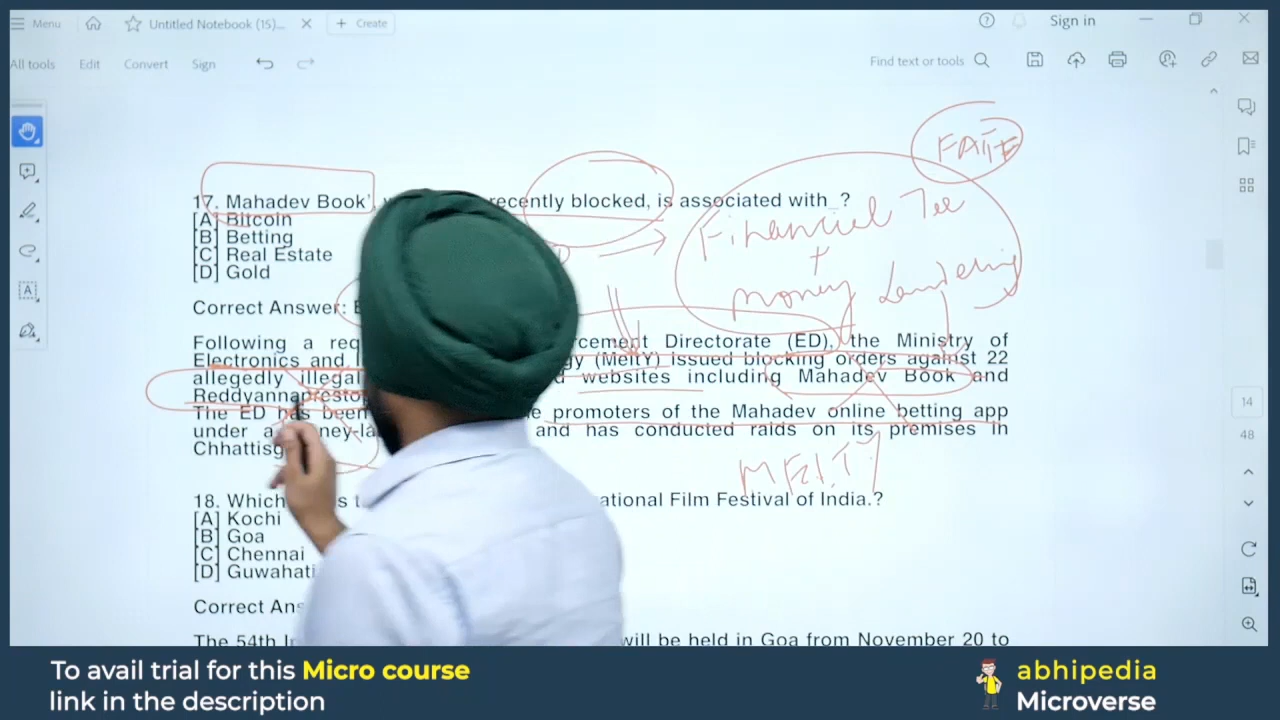 Menu
Untitled Notebook (15)...
+ Create
Sign in
All tools
Edit
Convert
Sign
Find text or tools
FATF
17. Mahadev Book', recently blocked, is associated with_?
[A] Bitcoin
[B] Betting
[C] Real Estate
[D] Gold
Financial
+
money
Correct Answer:
Following a rcement Directorate (ED), the Ministry of
Electronics and (MeitY) issued blocking orders against 22
allegedly illegal websites including Mahadev Book and
Reddyannaprestop
The ED has been promoters of the Mahadev online betting app
under a and has conducted raids on its premises in
Chhattisg
MEITY
18. Which ational Film Festival of India.?
[A] Kochi
[B] Goa
[C] Chennai
[D] Guwahati
Correct Ans
The 54th will be held in Goa from November 20 to
14
48
To avail trial for this Micro course
link in the description
abhipedia
Microverse